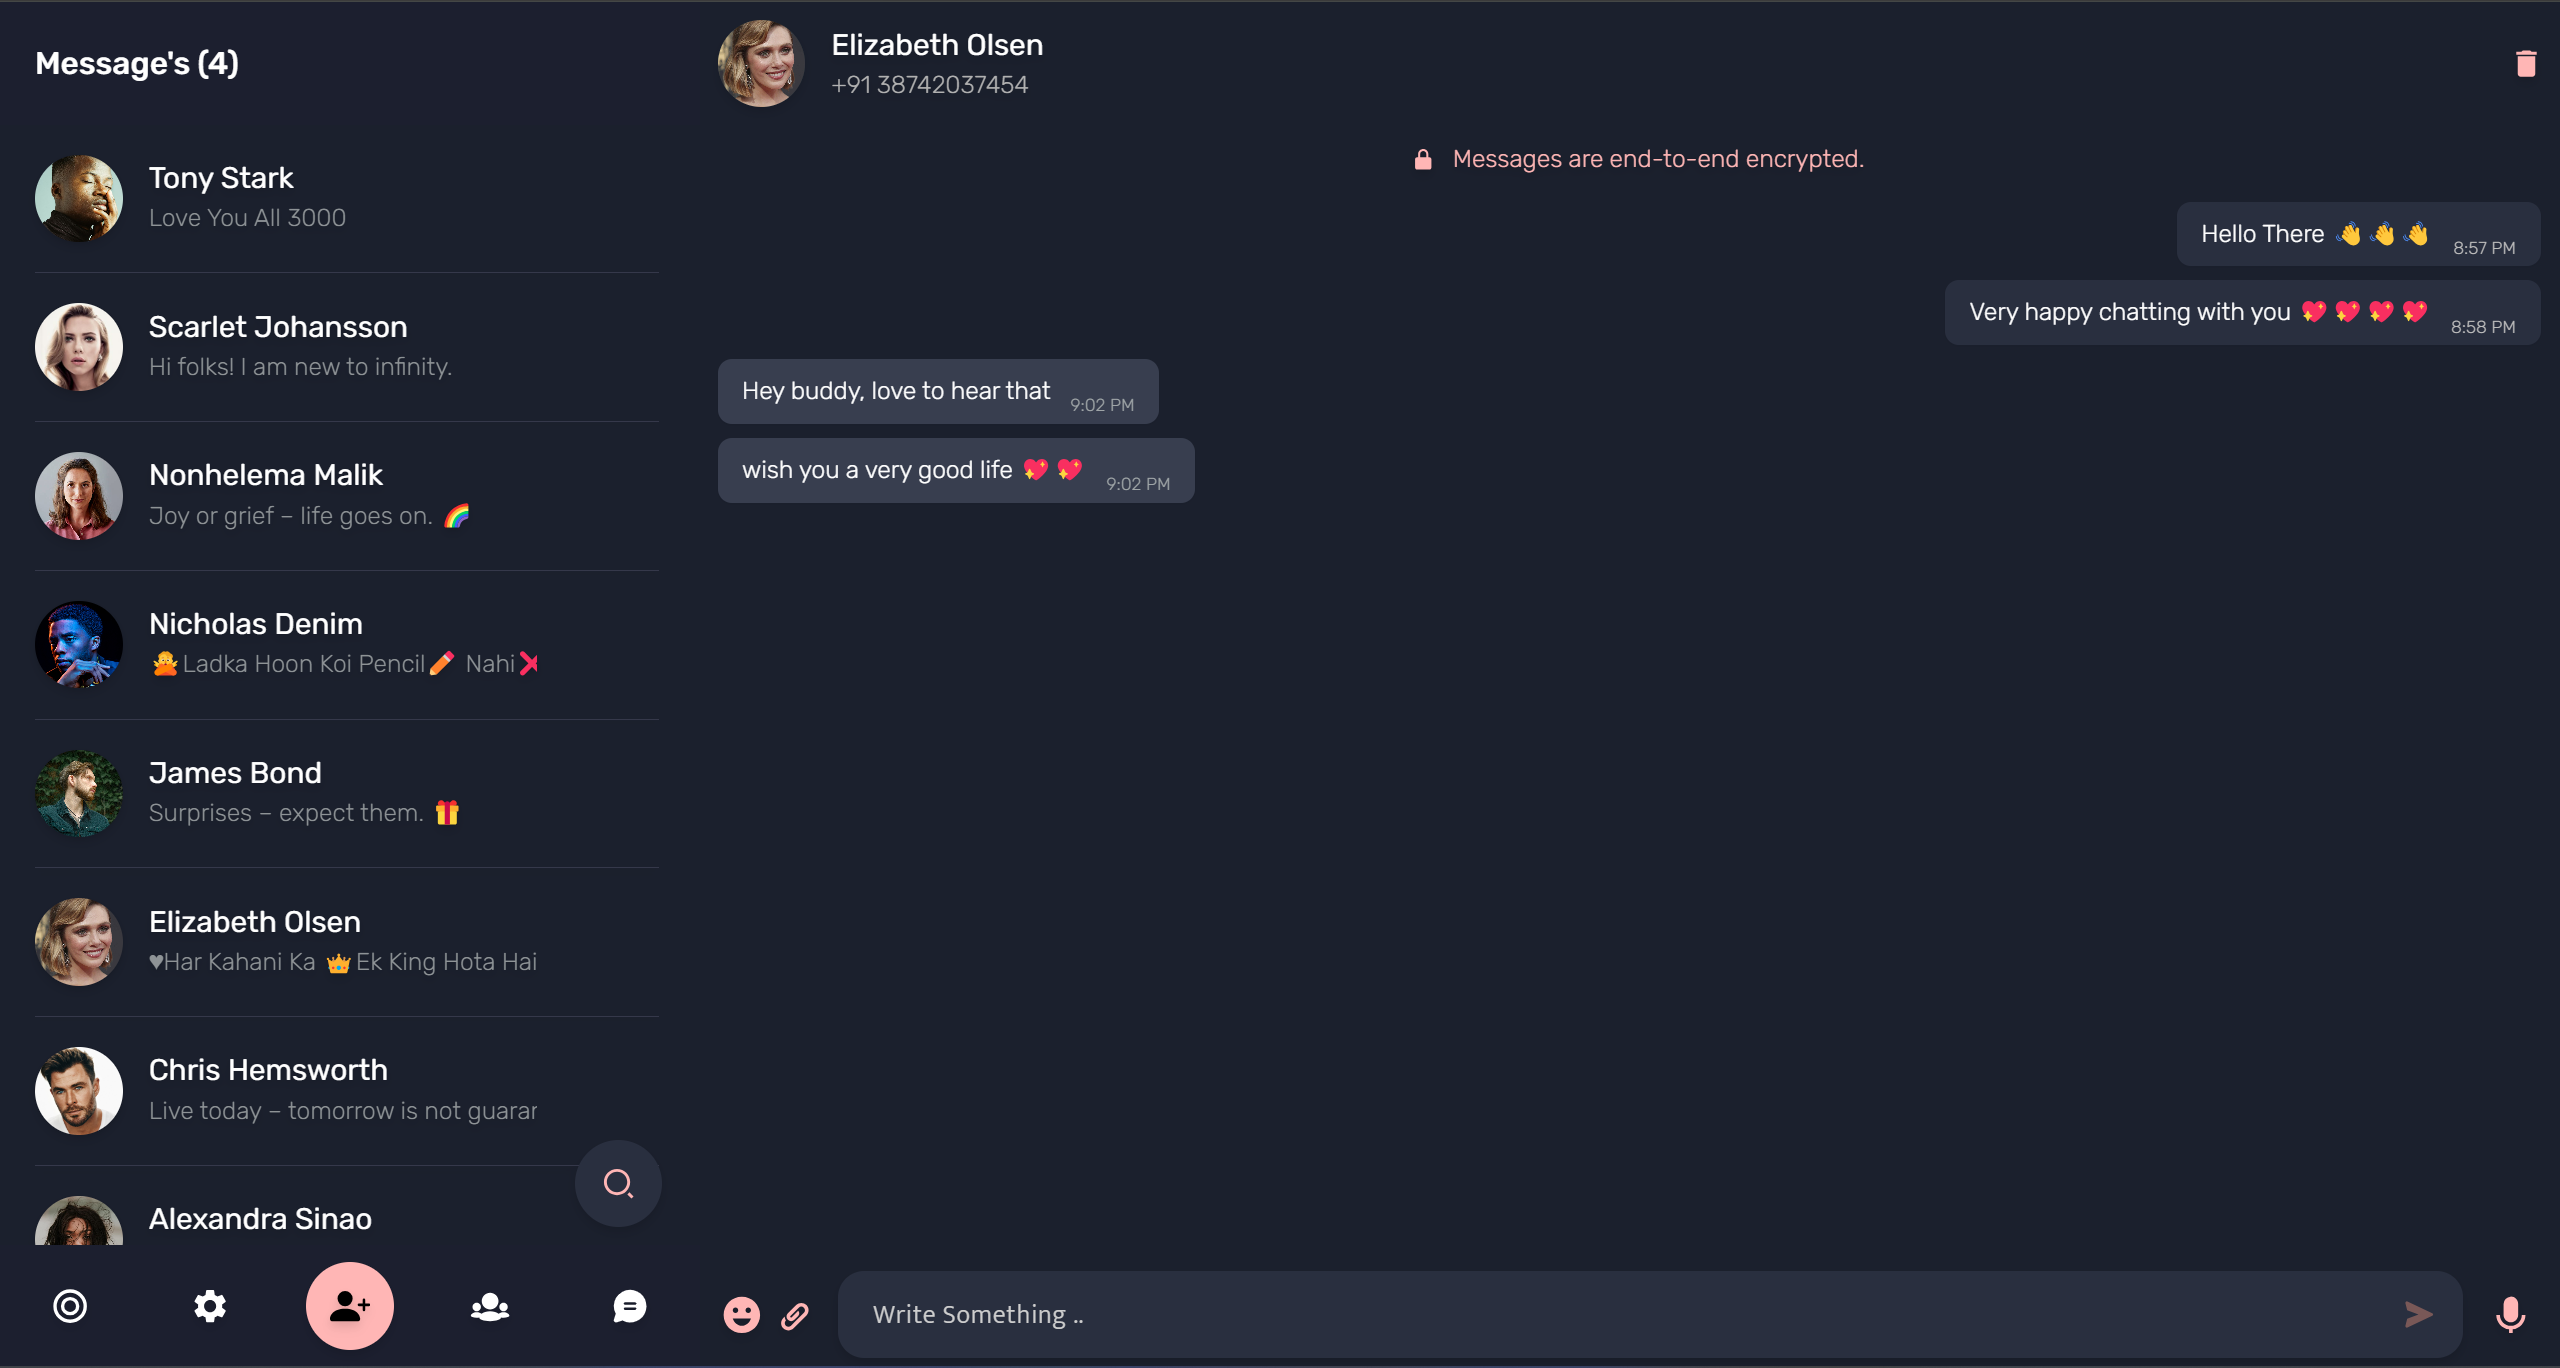 Message's (4)
Tony Stark
Love You All 3000
Scarlet Johansson
Hi folks! I am new to infinity.
Nonhelema Malik
Joy or grief – life goes on. 🌈
Nicholas Denim
🙅Ladka Hoon Koi Pencil✏️ Nahi❌
James Bond
Surprises – expect them. 🎁
Elizabeth Olsen
♥Har Kahani Ka 👑Ek King Hota Hai
Chris Hemsworth
Live today – tomorrow is not
Alexandra Sinao
Elizabeth Olsen
+91 38742037454
Messages are end-to-end encrypted.
Hello There 👋👋👋 8:57 PM
Very happy chatting with you 💖💖💖💖 8:58 PM
Hey buddy, love to hear that 9:02 PM
wish you a very good life 💖💖 9:02 PM
Write Something ..